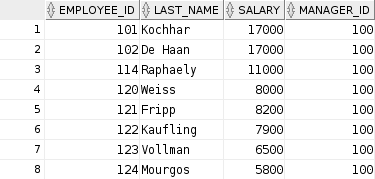 EMPLOYEE_ID LAST_NAME SALARY MANAGER_ID
1 101 Kochhar 17000 100
2 102 De Haan 17000 100
3 114 Raphaely 11000 100
4 120 Weiss 8000 100
5 121 Fripp 8200 100
6 122 Kaufling 7900 100
7 123 Vollman 6500 100
8 124 Mourgos 5800 100